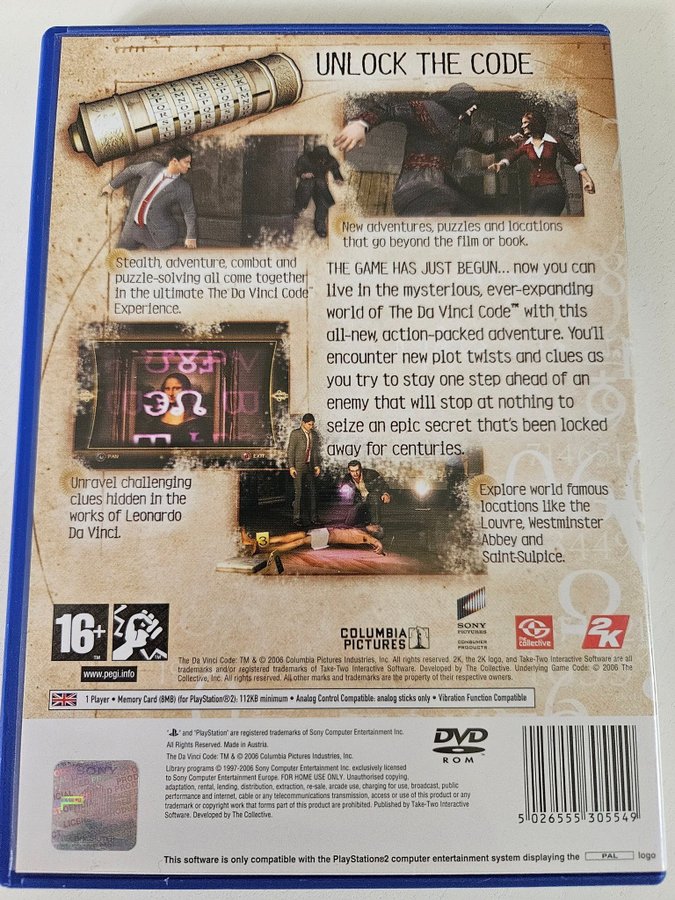 UNLOCK THE CODE
New adventures, puzzles and locations
that go beyond the film or book.
Stealth, adventure, combat and
puzzle-solving all come together
in the ultimate The Da Vinci Code™
Experience.
THE GAME HAS JUST BEGUN... now you can
live in the mysterious, ever-expanding
world of The Da Vinci Code™ with this
all-new, action-packed adventure. You'll
encounter new plot twists and clues as
you try to stay one step ahead of an
enemy that will stop at nothing to
seize an epic secret that's been locked
away for centuries.
PAN
EXIT
Unravel challenging
clues hidden in the
works of Leonardo
Da Vinci.
3
Explore world famous
locations like the
Louvre, Westminster
Abbey and
Saint-Sulpice.
16+
www.pegi.info
COLUMBIA
PICTURES
SONY
PICTURES
CONSUMER
PRODUCTS
the collective
2K
The Da Vinci Code: TM & © 2006 Columbia Pictures Industries, Inc. All rights reserved. 2K, the 2K logo, and Take-Two Interactive Software are all
trademarks and/or registered trademarks of Take-Two Interactive Software. Developed by The Collective. Underlying Game Code: © 2006 The
Collective, Inc. All rights reserved. All other marks and trademarks are the property of their respective owners.
1 Player • Memory Card (8MB) (for PlayStation®2): 112KB minimum • Analog Control Compatible: analog sticks only • Vibration Function Compatible
" and "PlayStation" are registered trademarks of Sony Computer Entertainment Inc.
All Rights Reserved. Made in Austria.
The Da Vinci Code: TM & © 2006 Columbia Pictures Industries, Inc.
Library programs © 1997-2006 Sony Computer Entertainment Inc. exclusively licensed
to Sony Computer Entertainment Europe. FOR HOME USE ONLY. Unauthorised copying,
adaptation, rental, lending, distribution, extraction, re-sale, arcade use, charging for use, broadcast, public
performance and internet, cable or any telecommunications transmission, access or use of this product or any
trademark or copyright work that forms part of this product are prohibited. Published by Take-Two Interactive
Software. Developed by The Collective.
DVD
ROM
5 026555 305549
SONY
This software is only compatible with the PlayStation2 computer entertainment system displaying the PAL logo